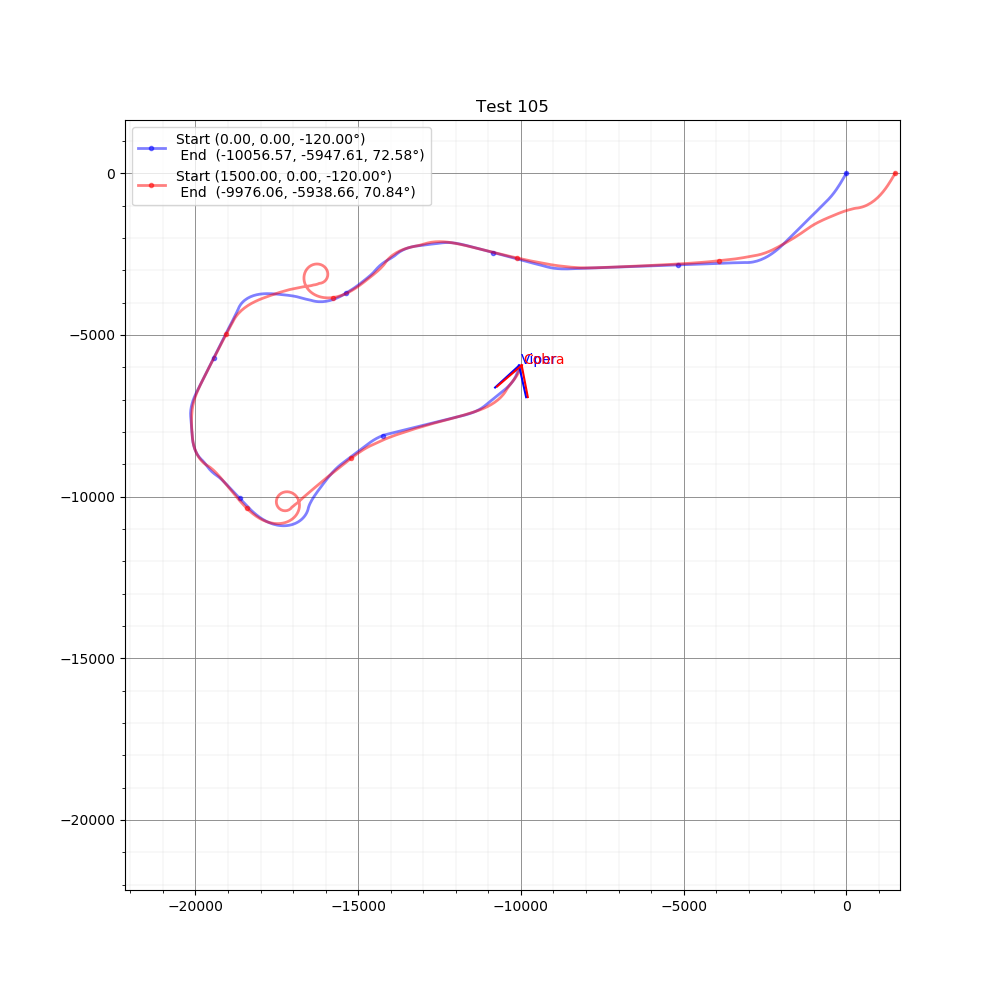 Test 105
Start (0.00, 0.00, -120.00°)
End  (-10056.57, -5947.61, 72.58°)
Start (1500.00, 0.00, -120.00°)
End  (-9976.06, -5938.66, 70.84°)
0
−5000
−10000
−15000
−20000
Viper
Cobra
−20000 −15000 −10000 −5000 0